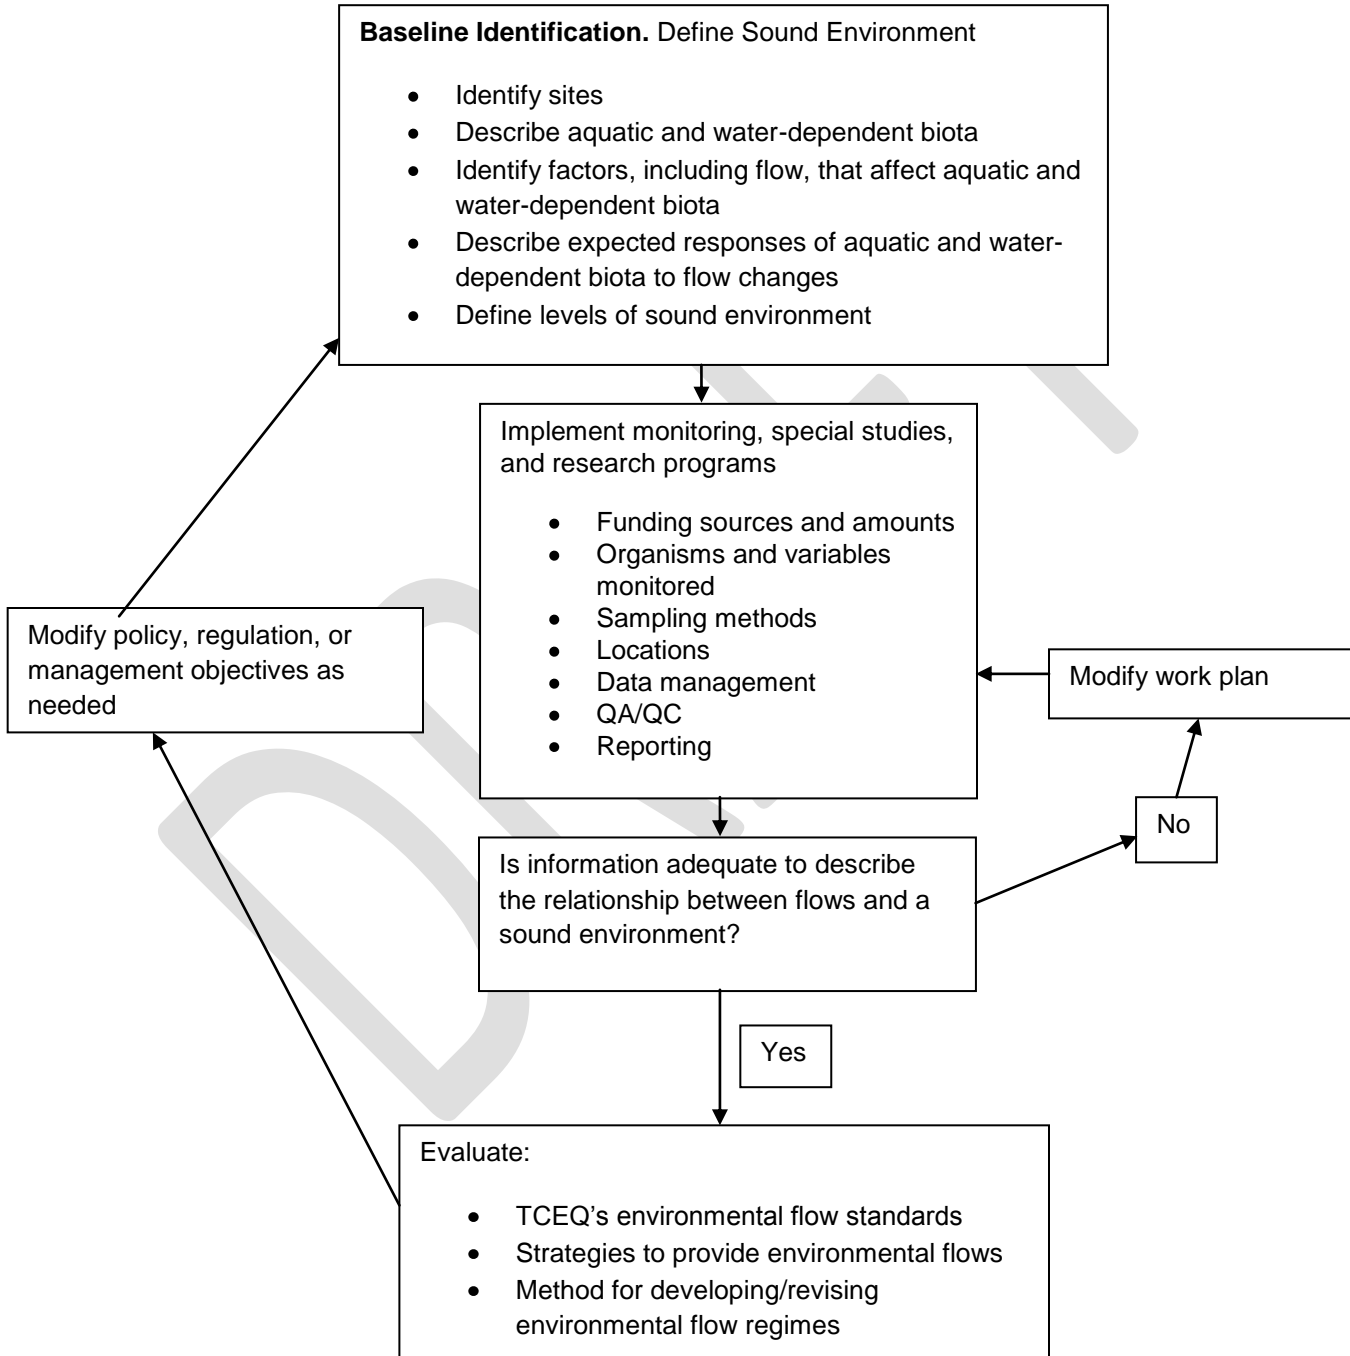 Baseline Identification. Define Sound Environment
• Identify sites
• Describe aquatic and water-dependent biota
• Identify factors, including flow, that affect aquatic and
water-dependent biota
• Describe expected responses of aquatic and water-
dependent biota to flow changes
• Define levels of sound environment
Implement monitoring, special studies,
and research programs
• Funding sources and amounts
• Organisms and variables
monitored
• Sampling methods
• Locations
• Data management
• QA/QC
• Reporting
Modify policy, regulation, or
management objectives as
needed
Modify work plan
No
Is information adequate to describe
the relationship between flows and a
sound environment?
Yes
Evaluate:
• TCEQ’s environmental flow standards
• Strategies to provide environmental flows
• Method for developing/revising
environmental flow regimes
DRAFT